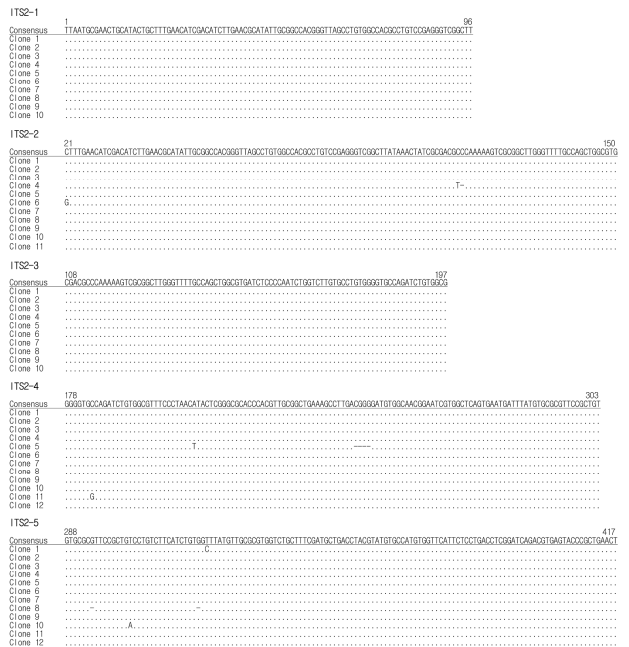 ITS2-1
1 96
Consensus TTAATGCGAACTGCATACTGCTTTGAACATCGACATCTTGAACGCATATTGCGGCCACGGGTTAGCCTGTGGCCACGCCTGTCCGAGGGTCGGCTT
Clone 1
Clone 2
Clone 3
Clone 4
Clone 5
Clone 6
Clone 7
Clone 8
Clone 9
Clone 10
ITS2-2
21 150
Consensus CTTTGAACATCGACATCTTGAACGCATATTGCGGCCACGGGTTAGCCTGTGGCCACGCCTGTCCGAGGGTCGGCTTATAAACTATCGCGACGCCCAAAAAGTCGCGGCTTGGGTTTTGCCAGCTGGCGTG
Clone 1
Clone 2
Clone 3
Clone 4 T-
Clone 5
Clone 6 G
Clone 7
Clone 8
Clone 9
Clone 10
Clone 11
ITS2-3
108 197
Consensus CGACGCCCAAAAAGTCGCGGCTTGGGTTTTGCCAGCTGGCGTGATCTCCCCAATCTGGTCTTGTGCCTGTGGGGTGCCAGATCTGTGGCG
Clone 1
Clone 2
Clone 3
Clone 4
Clone 5
Clone 6
Clone 7
Clone 8
Clone 9
Clone 10
ITS2-4
178 303
Consensus GGGGTGCCAGATCTGTGGCGTTTCCCTAACATACTCGGGCGCACCCACGTTGCGGCTGAAAGCCTTGACGGGGATGTGGCAACGGAATCGTGGCTCAGTGAATGATTTATGTGCGCGTTCCGCTGT
Clone 1
Clone 2
Clone 3
Clone 4
Clone 5 T ----
Clone 6
Clone 7
Clone 8
Clone 9
Clone 10
Clone 11 G
Clone 12
ITS2-5
288 417
Consensus GTGCGCGTTCCGCTGTCCTGTCTTCATCTGTGGTTTATGTTGCGCGTGGTCTGCTTTCGATGCTGACCTACGTATGTGCCATGTGGTTCATTCTCCTGACCTCGGATCAGACGTGAGTACCCGCTGAACT
Clone 1 C
Clone 2
Clone 3
Clone 4
Clone 5
Clone 6
Clone 7
Clone 8 - -
Clone 9
Clone 10 A
Clone 11
Clone 12